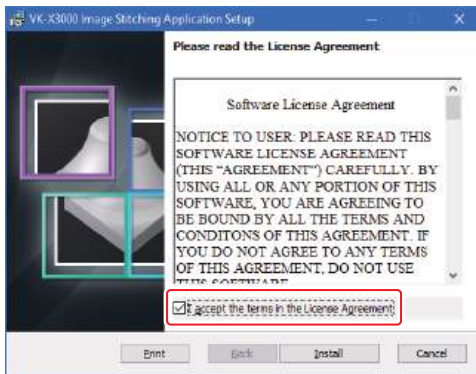 VK-X3000 Image Stitching Application Setup
Please read the License Agreement
Software License Agreement
NOTICE TO USER: PLEASE READ THIS
SOFTWARE LICENSE AGREEMENT
(THIS “AGREEMENT”) CAREFULLY. BY
USING ALL OR ANY PORTION OF THIS
SOFTWARE, YOU ARE AGREEING TO
BE BOUND BY ALL THE TERMS AND
CONDITONS OF THIS AGREEMENT. IF
YOU DO NOT AGREE TO ANY TERMS
OF THIS AGREEMENT, DO NOT USE
THIS SOFTWARE
I accept the terms in the License Agreement
Print Back Install Cancel